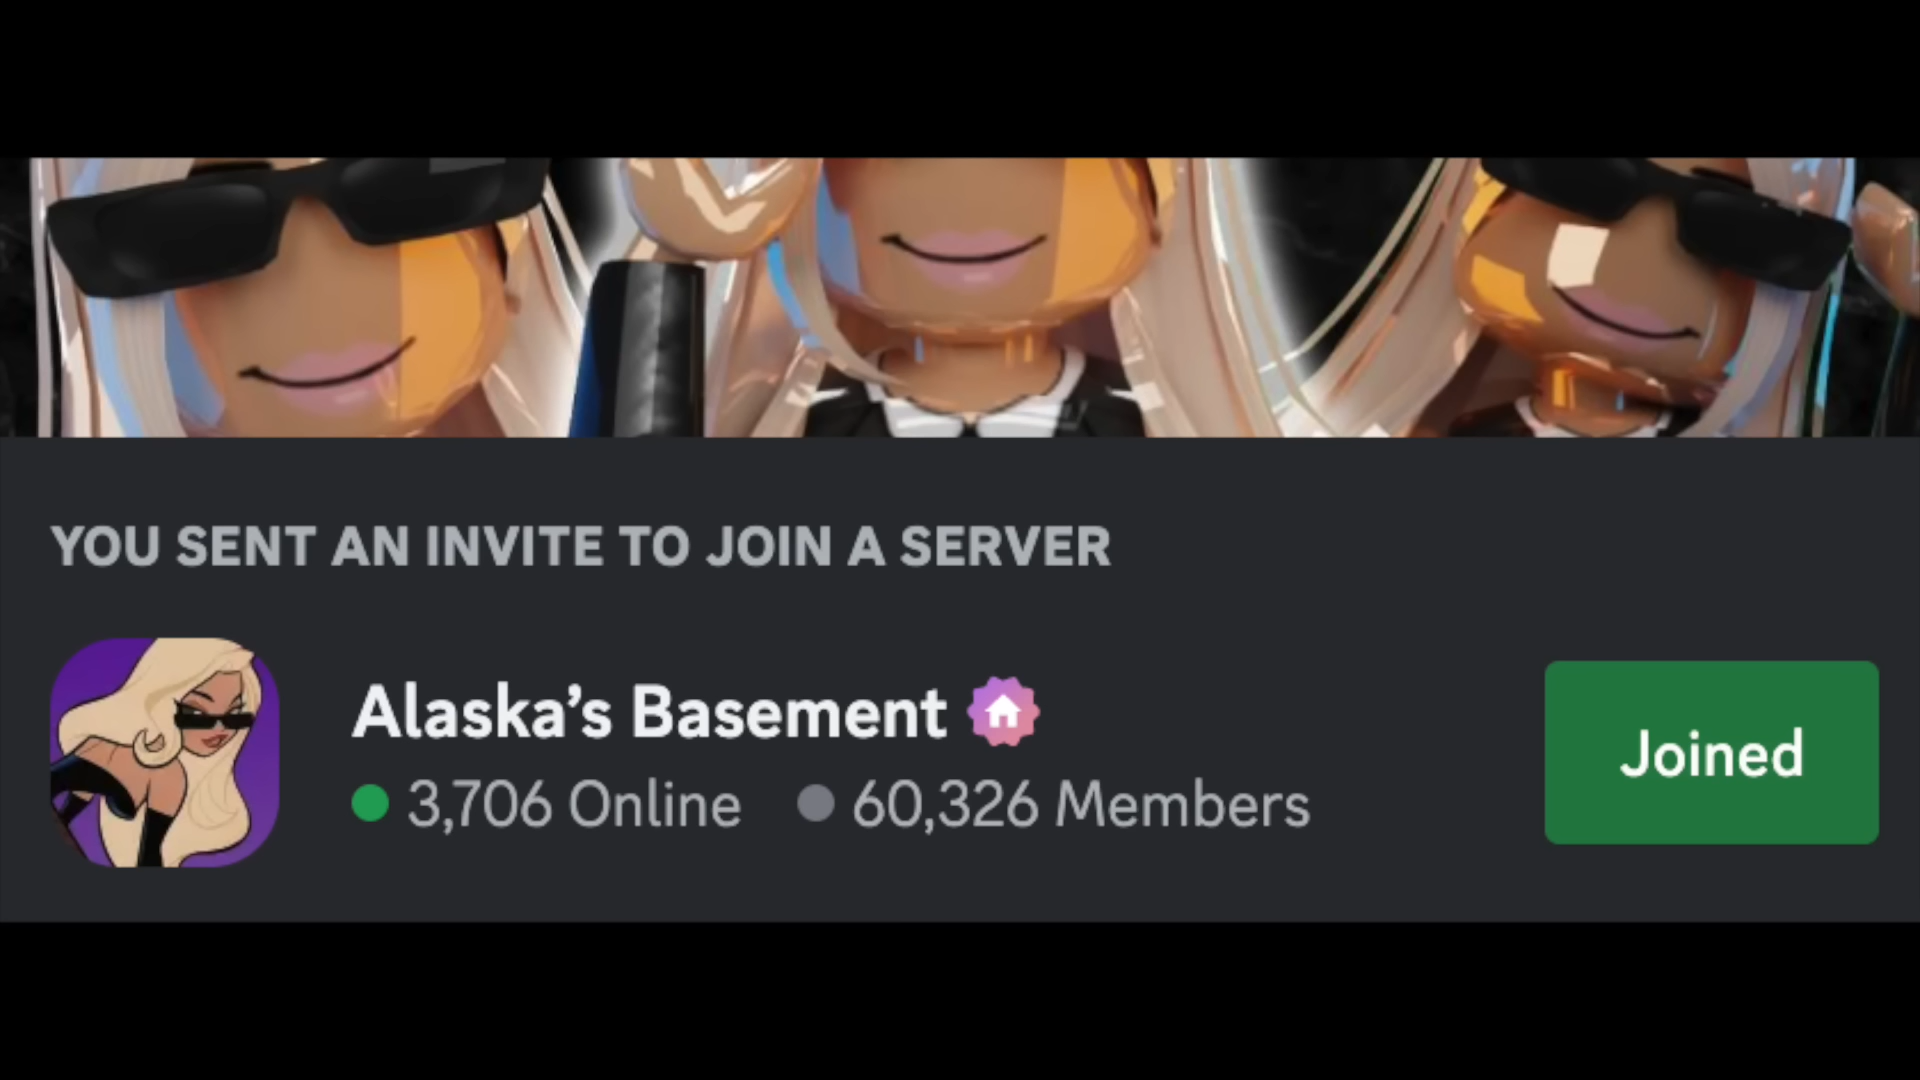 YOU SENT AN INVITE TO JOIN A SERVER
Alaska’s Basement
3,706 Online 60,326 Members
Joined